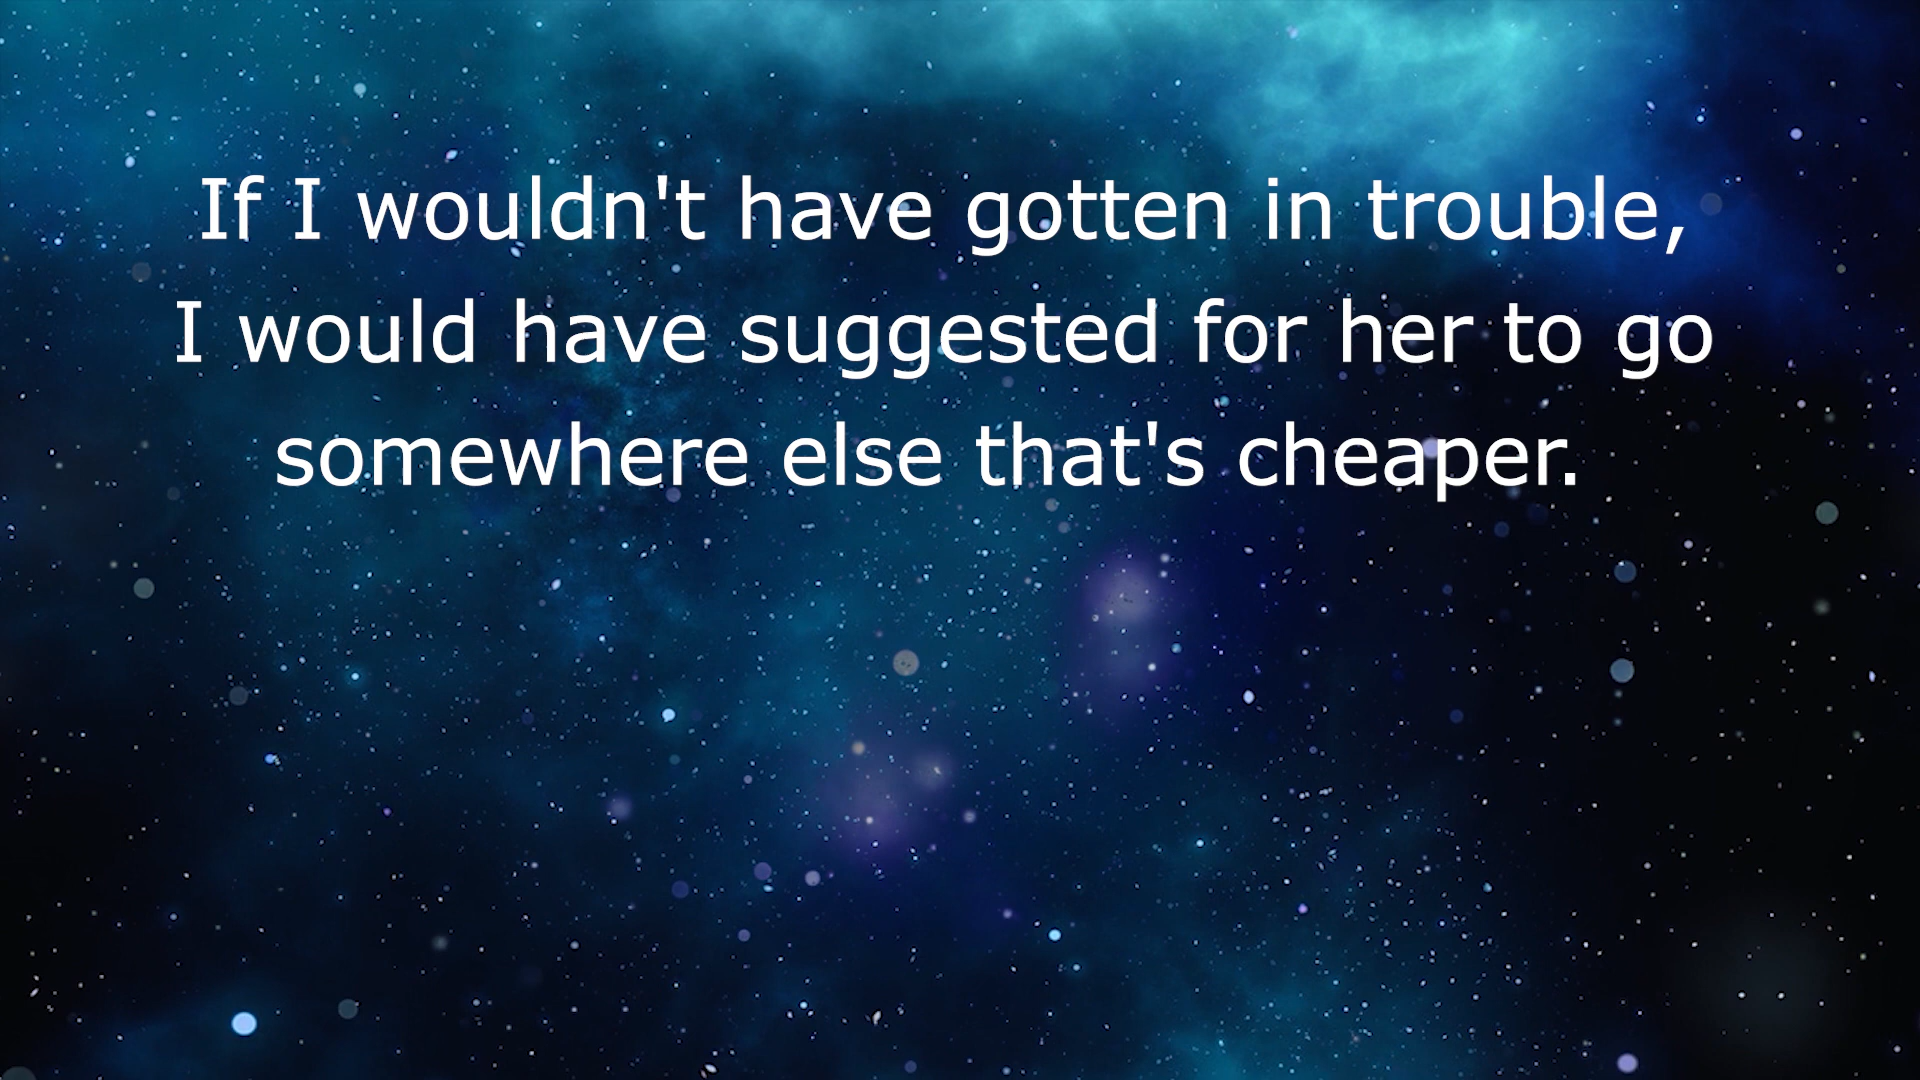 If I wouldn't have gotten in trouble,
I would have suggested for her to go
somewhere else that's cheaper.